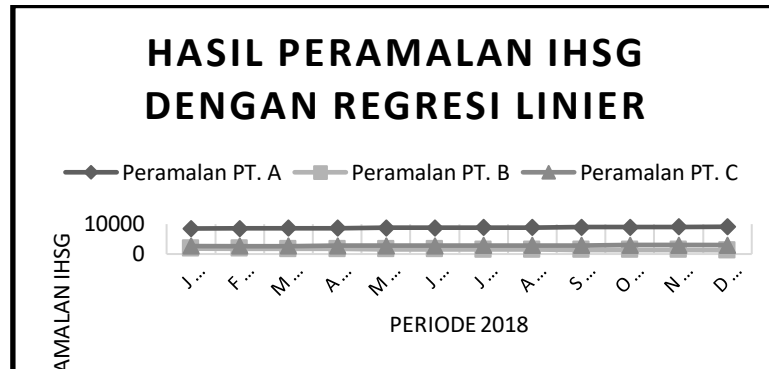 HASIL PERAMALAN IHSG
DENGAN REGRESI LINIER
Peramalan PT. A Peramalan PT. B Peramalan PT. C
AMALAN IHSG
10000
0
J... F... M... A... M... J... J... A... S... O... N... D...
PERIODE 2018